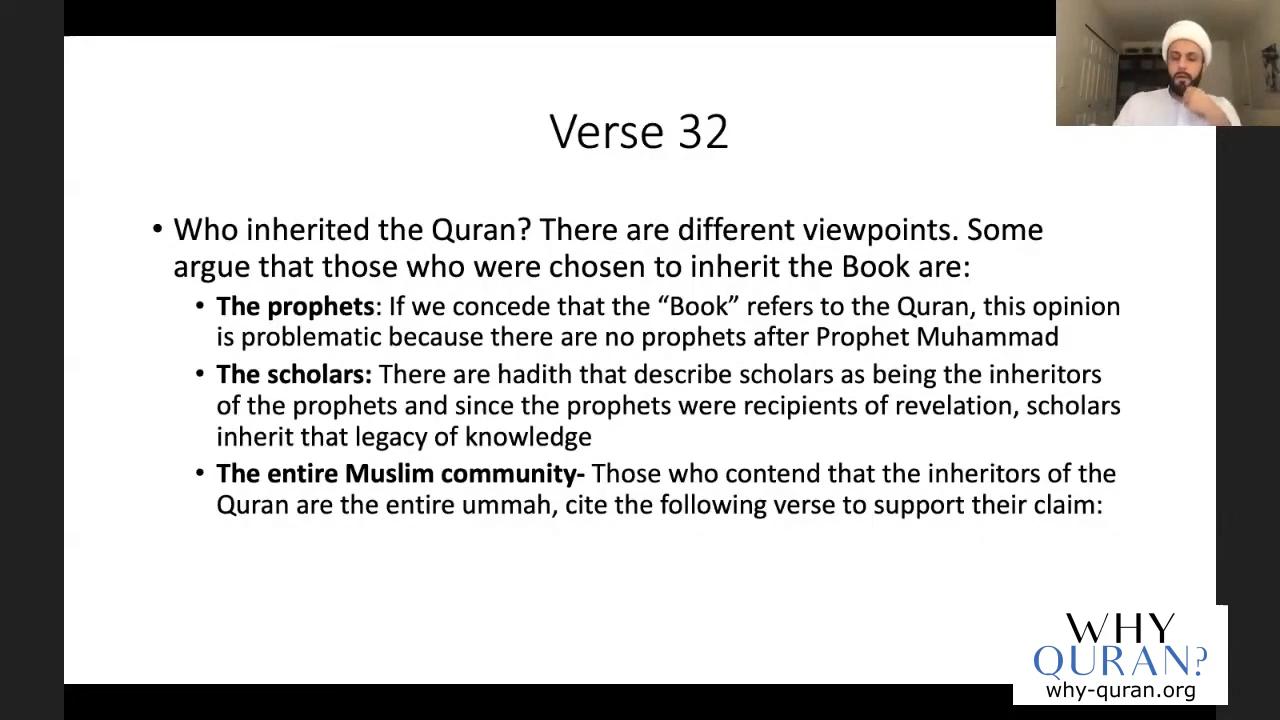 Verse 32
• Who inherited the Quran? There are different viewpoints. Some
argue that those who were chosen to inherit the Book are:
• The prophets: If we concede that the “Book” refers to the Quran, this opinion
is problematic because there are no prophets after Prophet Muhammad
• The scholars: There are hadith that describe scholars as being the inheritors
of the prophets and since the prophets were recipients of revelation, scholars
inherit that legacy of knowledge
• The entire Muslim community- Those who contend that the inheritors of the
Quran are the entire ummah, cite the following verse to support their claim:
WHY
QURAN?
why-quran.org